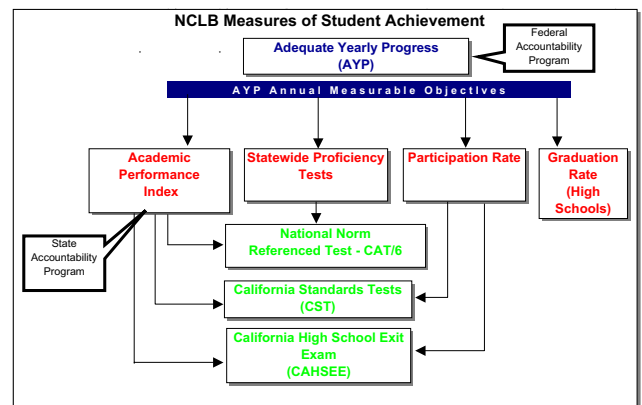 NCLB Measures of Student Achievement
Federal
Accountability
Program
Adequate Yearly Progress
(AYP)
AYP Annual Measurable ObjectIves
Academic
Performance
Index
Statewide Proficiency
Tests
Participation Rate
Graduation
Rate
(High
Schools)
State
Accountability
Program
National Norm
Referenced Test - CAT/6
California Standards Tests
(CST)
California High School Exit
Exam
(CAHSEE)